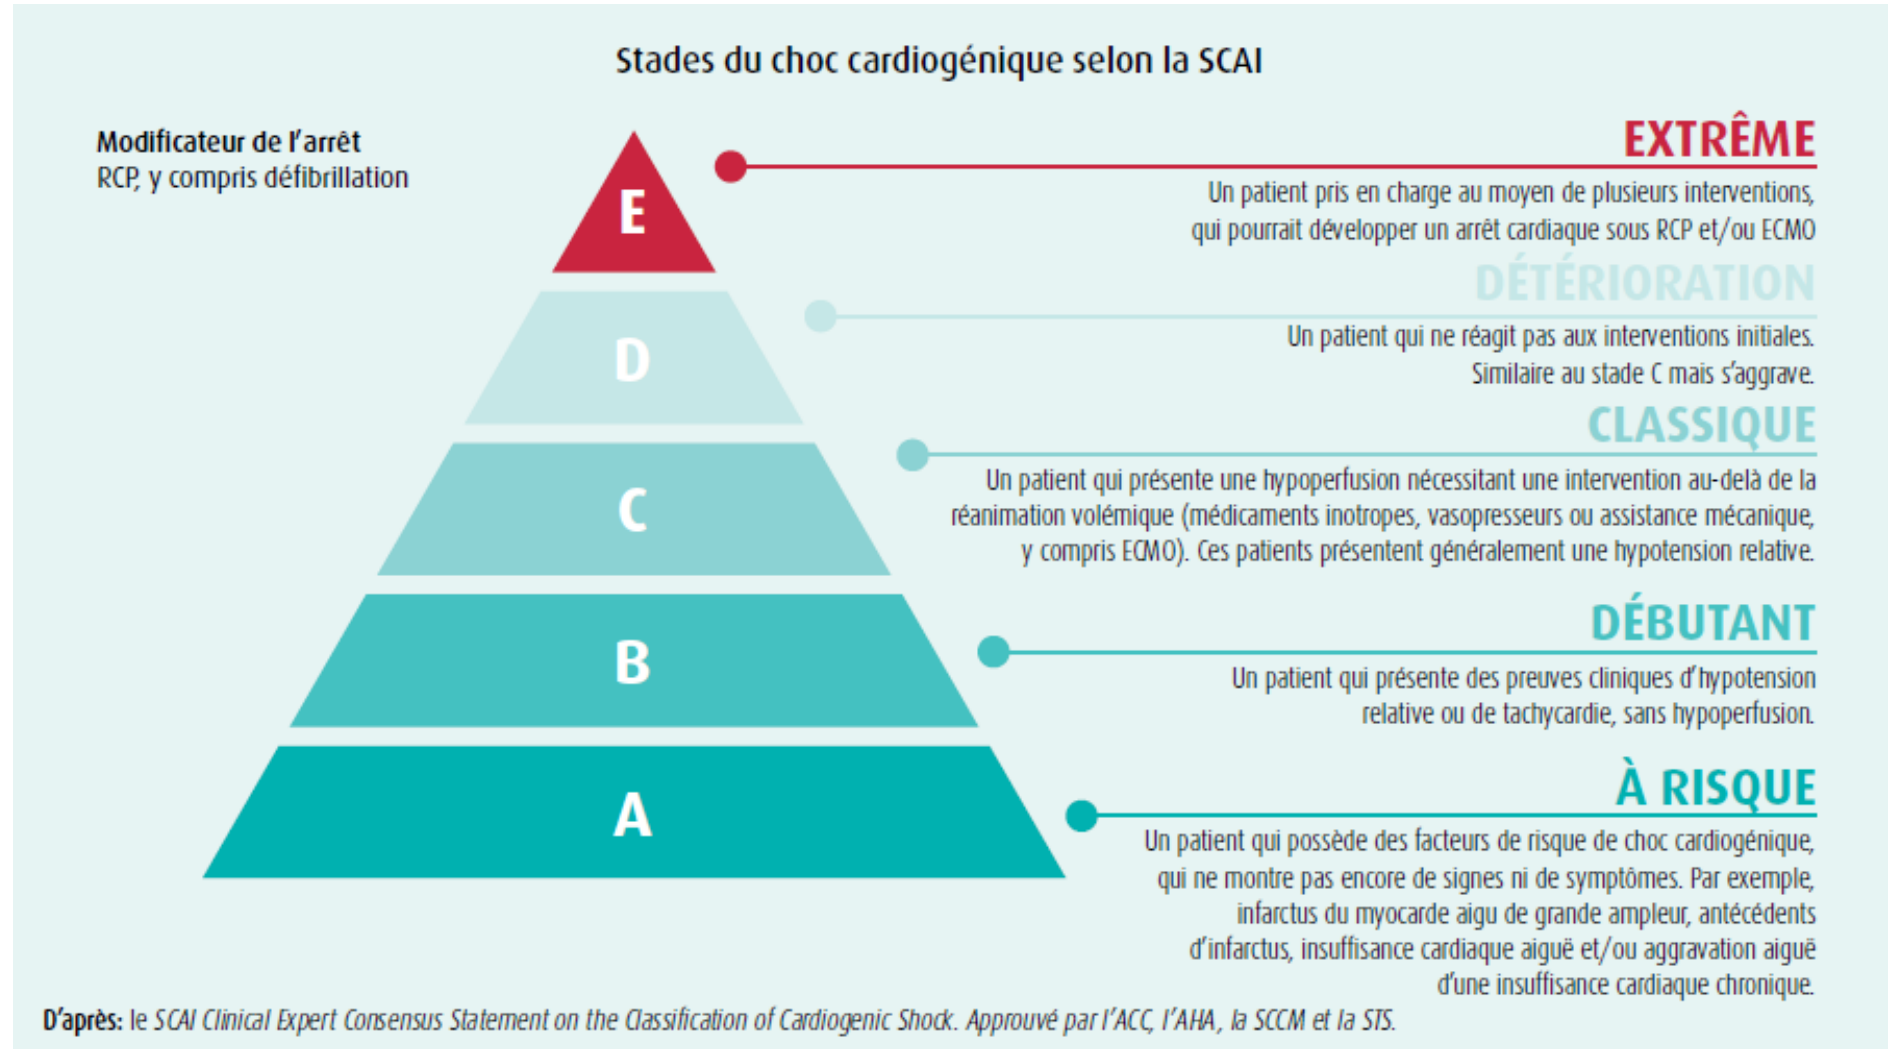 Stades du choc cardiogénique selon la SCAI
Modificateur de l'arrêt
RCP, y compris défibrillation
E
EXTRÊME
Un patient pris en charge au moyen de plusieurs interventions,
qui pourrait développer un arrêt cardiaque sous RCP et/ou ECMO
D
DÉTÉRIORATION
Un patient qui ne réagit pas aux interventions initiales.
Similaire au stade C mais s'aggrave.
C
CLASSIQUE
Un patient qui présente une hypoperfusion nécessitant une intervention au-delà de la
réanimation volémique (médicaments inotropes, vasopresseurs ou assistance mécanique,
y compris ECMO). Ces patients présentent généralement une hypotension relative.
B
DÉBUTANT
Un patient qui présente des preuves cliniques d'hypotension
relative ou de tachycardie, sans hypoperfusion.
A
À RISQUE
Un patient qui possède des facteurs de risque de choc cardiogénique,
qui ne montre pas encore de signes ni de symptômes. Par exemple,
infarctus du myocarde aigu de grande ampleur, antécédents
d'infarctus, insuffisance cardiaque aiguë et/ou aggravation aiguë
d'une insuffisance cardiaque chronique.
D'après: le SCAI Clinical Expert Consensus Statement on the Classification of Cardiogenic Shock. Approuvé par l'ACC, l'AHA, la SCCM et la STS.